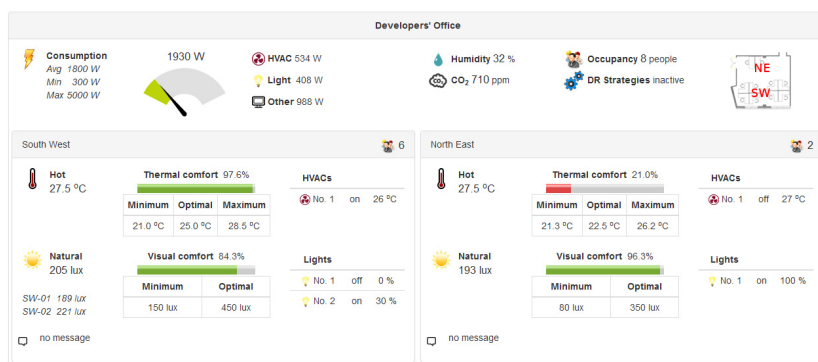 Developers' Office
Consumption
Avg 1800 W
Min 300 W
Max 5000 W
1930 W
HVAC 534 W
Light 408 W
Other 988 W
Humidity 32 %
CO₂ 710 ppm
Occupancy 8 people
DR Strategies inactive
NE
SW
South West 6
Hot
27.5 ºC
Thermal comfort 97.6%
Minimum Optimal Maximum
21.0 ºC 25.0 ºC 28.5 ºC
HVACs
No. 1 on 26 ºC
Natural
205 lux
SW-01 189 lux
SW-02 221 lux
Visual comfort 84.3%
Minimum Optimal
150 lux 450 lux
Lights
No. 1 off 0 %
No. 2 on 30 %
no message
North East 2
Hot
27.5 ºC
Thermal comfort 21.0%
Minimum Optimal Maximum
21.3 ºC 22.5 ºC 26.2 ºC
HVACs
No. 1 off 27 ºC
Natural
193 lux
Visual comfort 96.3%
Minimum Optimal
80 lux 350 lux
Lights
No. 1 on 100 %
no message